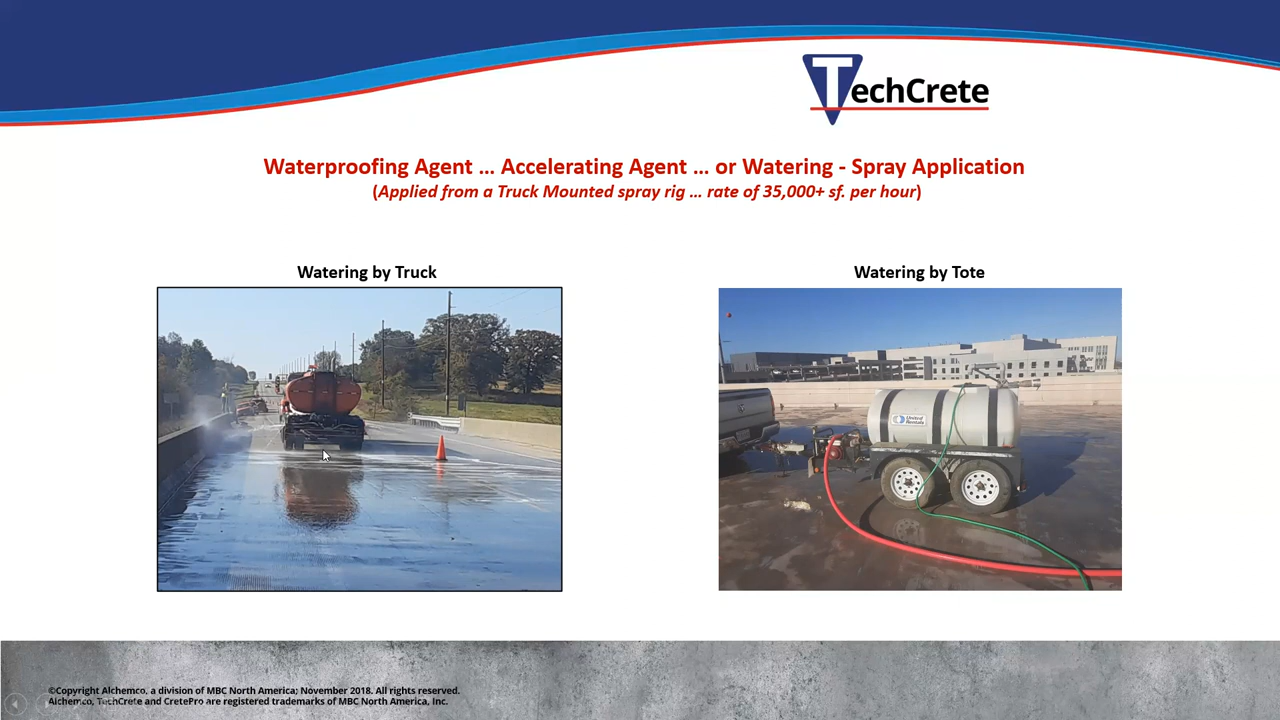 TechCrete
Waterproofing Agent ... Accelerating Agent ... or Watering - Spray Application
(Applied from a Truck Mounted spray rig ... rate of 35,000+ sf. per hour)
Watering by Truck
Watering by Tote
United Rentals
©Copyright Alchemco, a division of MBC North America; November 2018. All rights reserved.
Alchemco, TechCrete and CretePro are registered trademarks of MBC North America, Inc.